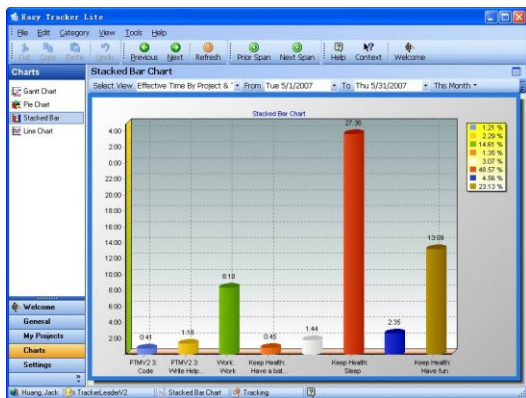 Easy Tracker Lite
File Edit Category View Tools Help
Cut Copy Paste Undo Previous Next Refresh Prior Span Next Span Help Context Welcome
Charts
Stacked Bar Chart
Select View Effective Time By Project & From Tue 5/1/2007 To Thu 5/31/2007 This Month
Gantt Chart
Pie Chart
Stacked Bar
Line Chart
Stacked Bar Chart
4:00
2:00
0:00
22:00
20:00
18:00
16:00
14:00
12:00
10:00
8:00
6:00
4:00
2:00
0:41
1:18
8:18
0:45
1:44
27:36
2:35
13:09
1.21 %
2.29 %
14.61 %
1.35 %
3.07 %
48.57 %
4.56 %
23.13 %
PTMV2 3: Code
PTMV2 3: Write Help...
Work: Work
Keep Health: Have a bat...
Keep Health: Sleep
Keep Health: Have fun
Welcome
General
My Projects
Charts
Settings
Huang, Jack TrackerLeaderV2 Stacked Bar Chart Tracking